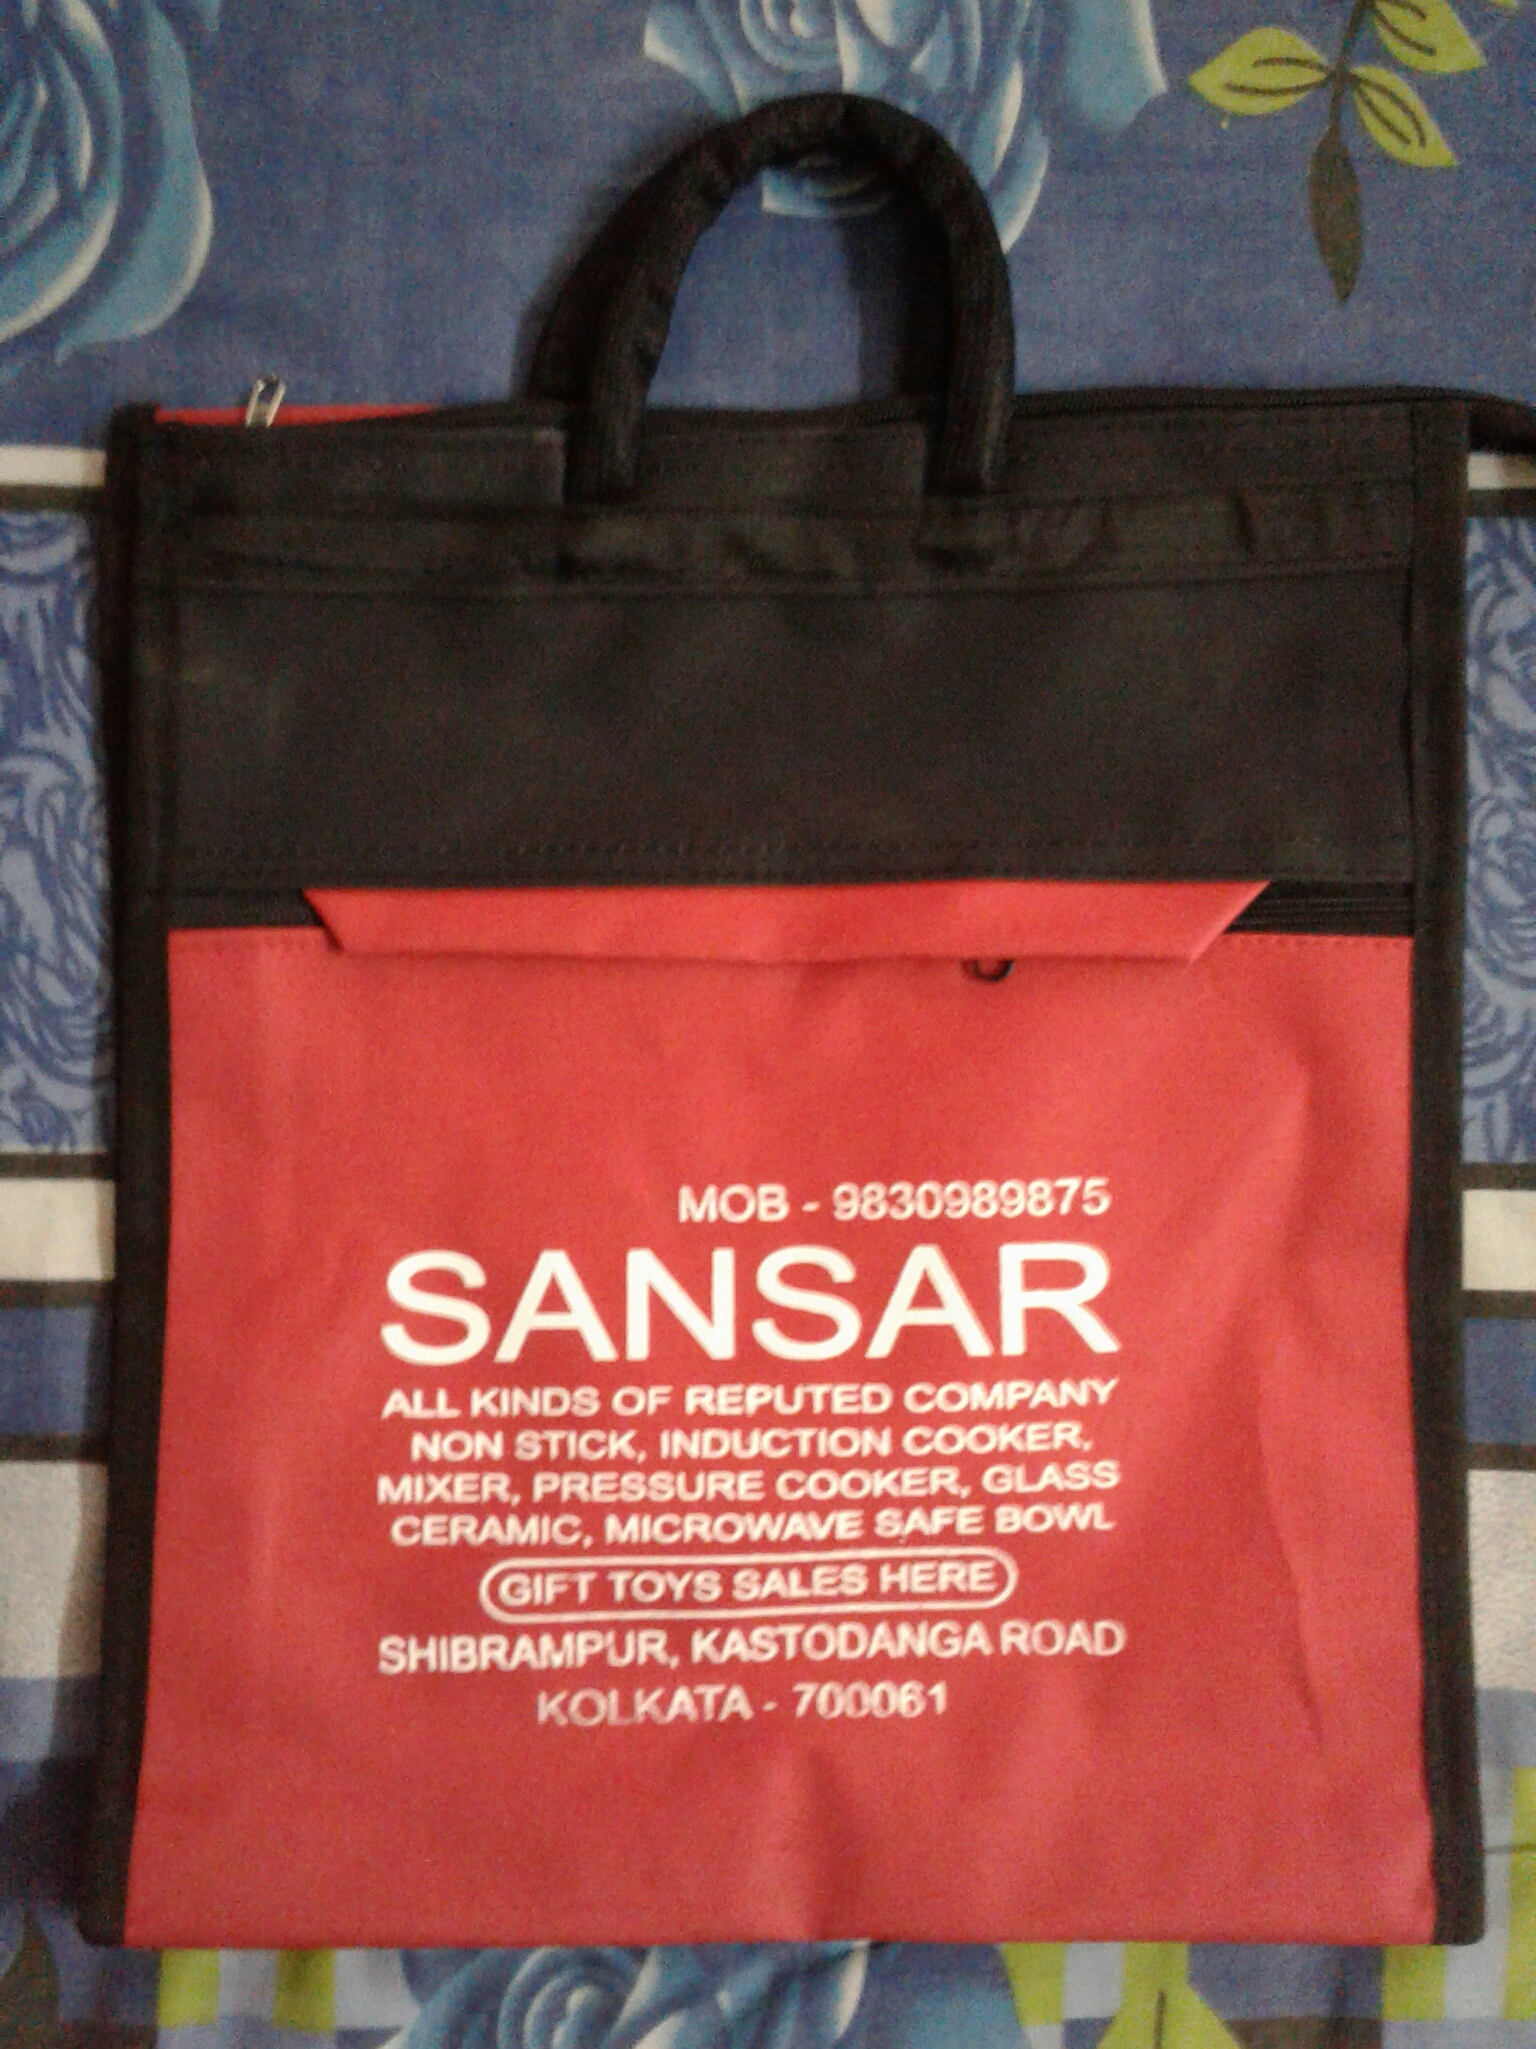 MOB - 9830989875
SANSAR
ALL KINDS OF REPUTED COMPANY
NON STICK, INDUCTION COOKER,
MIXER, PRESSURE COOKER, GLASS
CERAMIC, MICROWAVE SAFE BOWL
GIFT TOYS SALES HERE
SHIBRAMPUR, KASTODANGA ROAD
KOLKATA - 700061